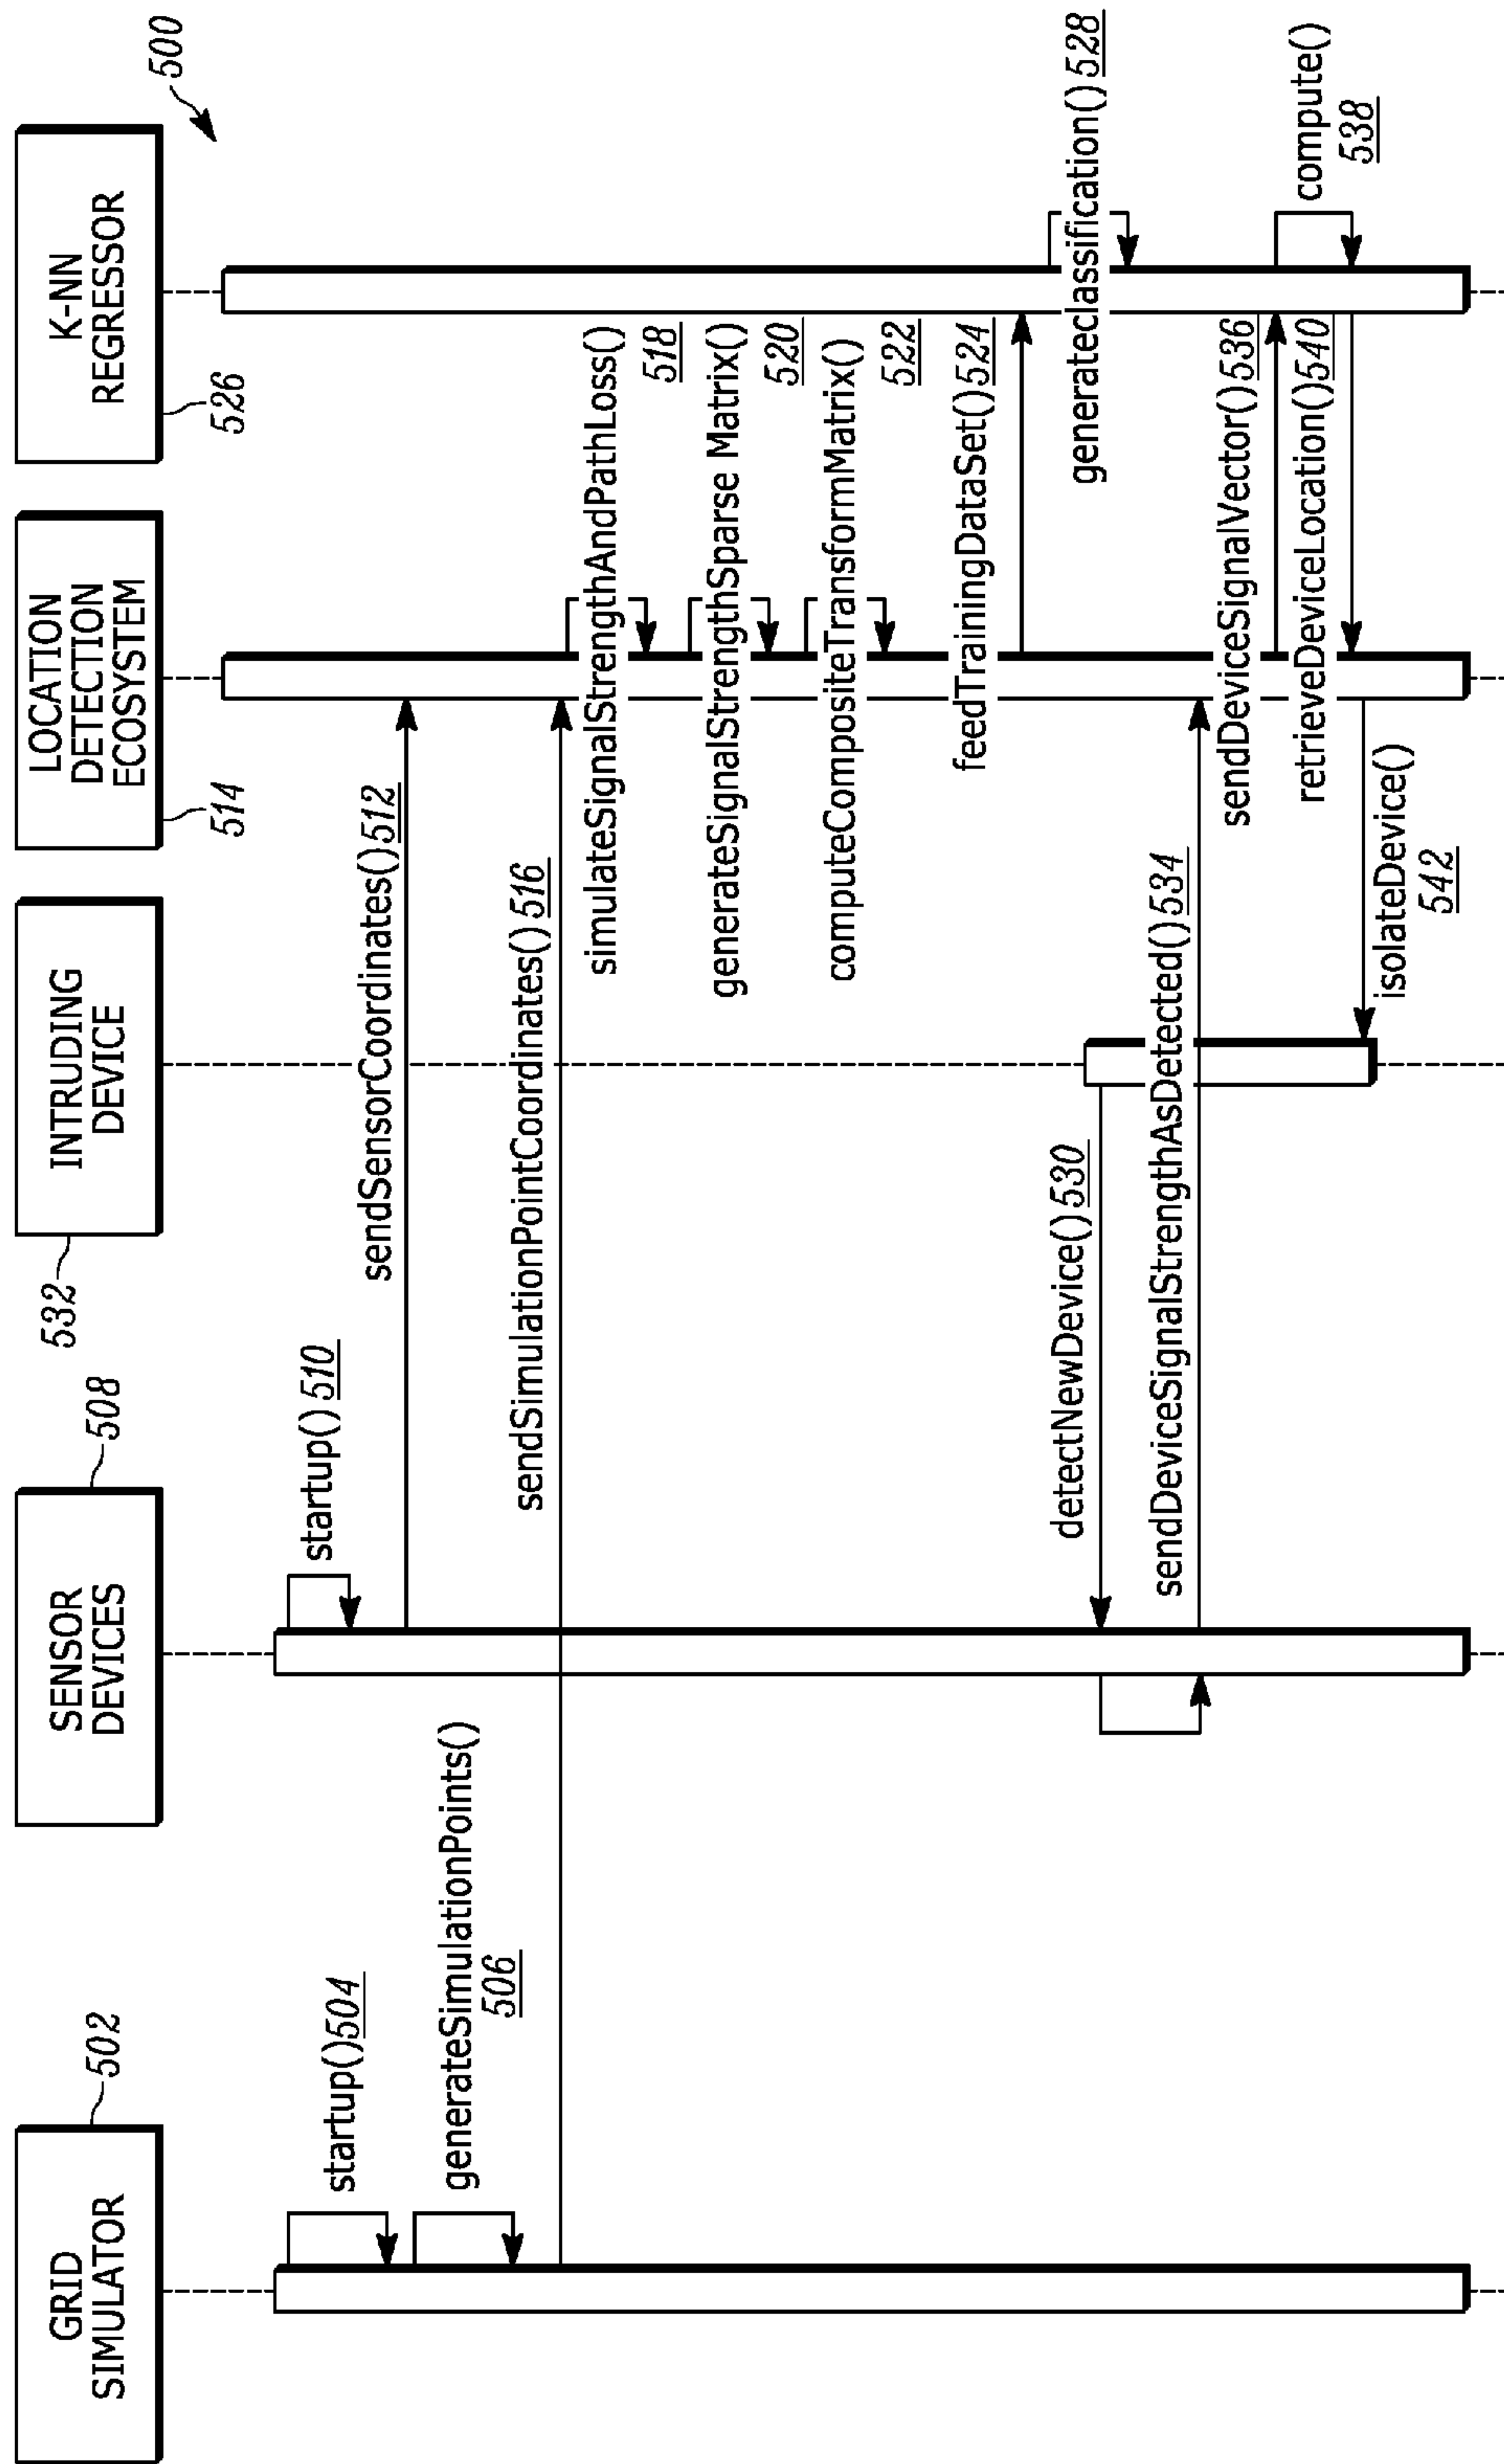 GRID
SIMULATOR
502
SENSOR
DEVICES
508
INTRUDING
DEVICE
532
LOCATION
DETECTION
ECOSYSTEM
514
K-NN
REGRESSOR
526
500
startup() 504
startup() 510
sendSensorCoordinates() 512
generateSimulationPoints()
506
sendSimulationPointCoordinates() 516
simulateSignalStrengthAndPathLoss()
518
generateSignalStrengthSparse Matrix()
520
computeCompositeTransformMatrix()
522
feedTrainingDataSet() 524
generateclassification() 528
detectNewDevice() 530
sendDeviceSignalStrengthAsDetected() 534
sendDeviceSignalVector() 536
compute()
538
retrieveDeviceLocation() 540
isolateDevice()
542